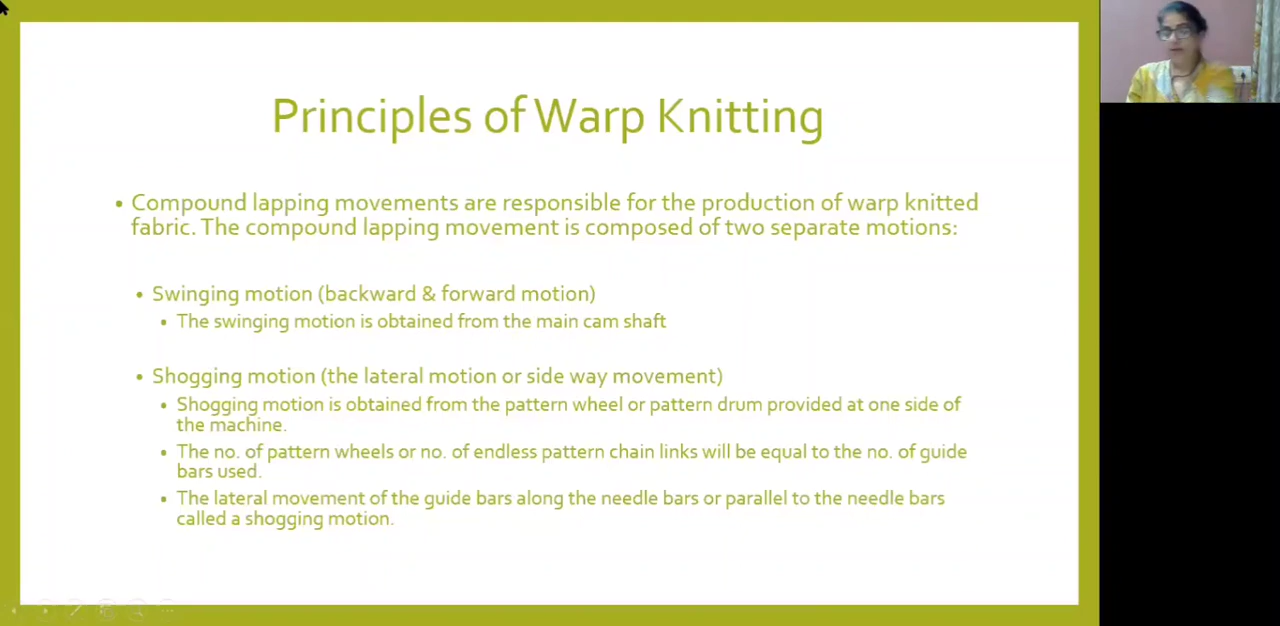 Principles of Warp Knitting
• Compound lapping movements are responsible for the production of warp knitted
fabric. The compound lapping movement is composed of two separate motions:
• Swinging motion (backward & forward motion)
• The swinging motion is obtained from the main cam shaft
• Shogging motion (the lateral motion or side way movement)
• Shogging motion is obtained from the pattern wheel or pattern drum provided at one side of
the machine.
• The no. of pattern wheels or no. of endless pattern chain links will be equal to the no. of guide
bars used.
• The lateral movement of the guide bars along the needle bars or parallel to the needle bars
called a shogging motion.